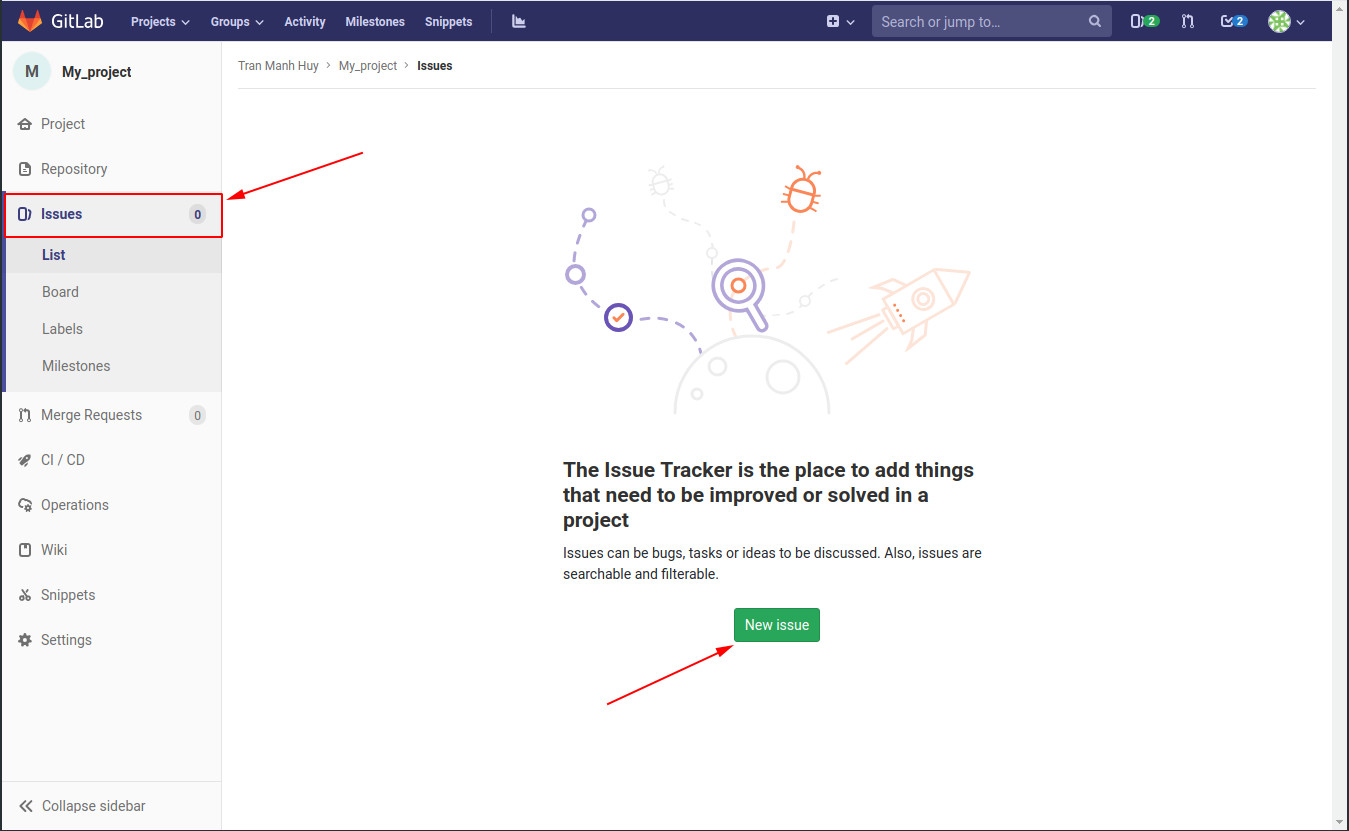 GitLab Projects Groups Activity Milestones Snippets Search or jump to... 2 2
M My_project
Tran Manh Huy > My_project > Issues
Project
Repository
Issues 0
List
Board
Labels
Milestones
Merge Requests 0
CI / CD
Operations
Wiki
Snippets
Settings
Collapse sidebar
The Issue Tracker is the place to add things
that need to be improved or solved in a
project
Issues can be bugs, tasks or ideas to be discussed. Also, issues are
searchable and filterable.
New issue